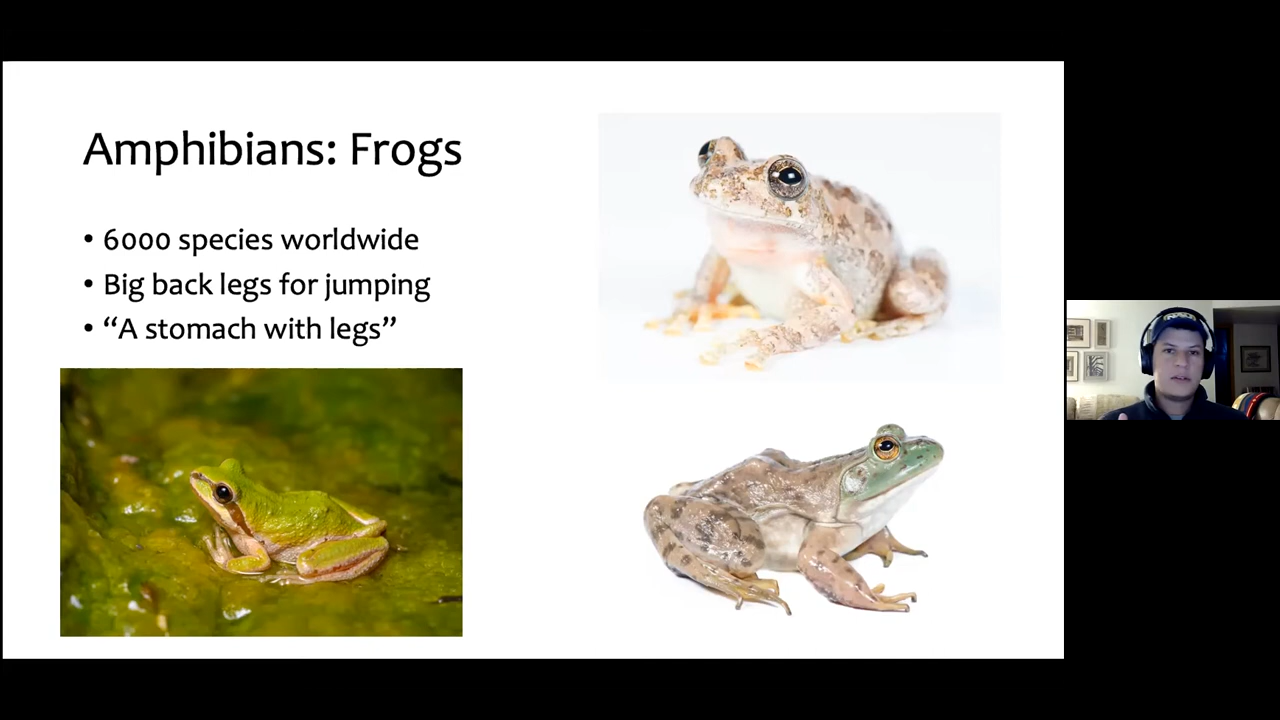 Amphibians: Frogs
• 6000 species worldwide
• Big back legs for jumping
• “A stomach with legs”